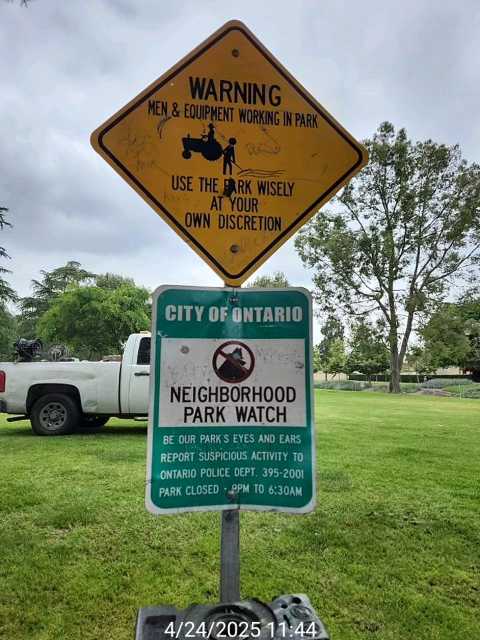 WARNING
MEN & EQUIPMENT WORKING IN PARK
USE THE PARK WISELY
AT YOUR
OWN DISCRETION
CITY OF ONTARIO
NEIGHBORHOOD
PARK WATCH
BE OUR PARK'S EYES AND EARS
REPORT SUSPICIOUS ACTIVITY TO
ONTARIO POLICE DEPT. 395-2001
PARK CLOSED - 9PM TO 6:30AM
4/24/2025 11:44